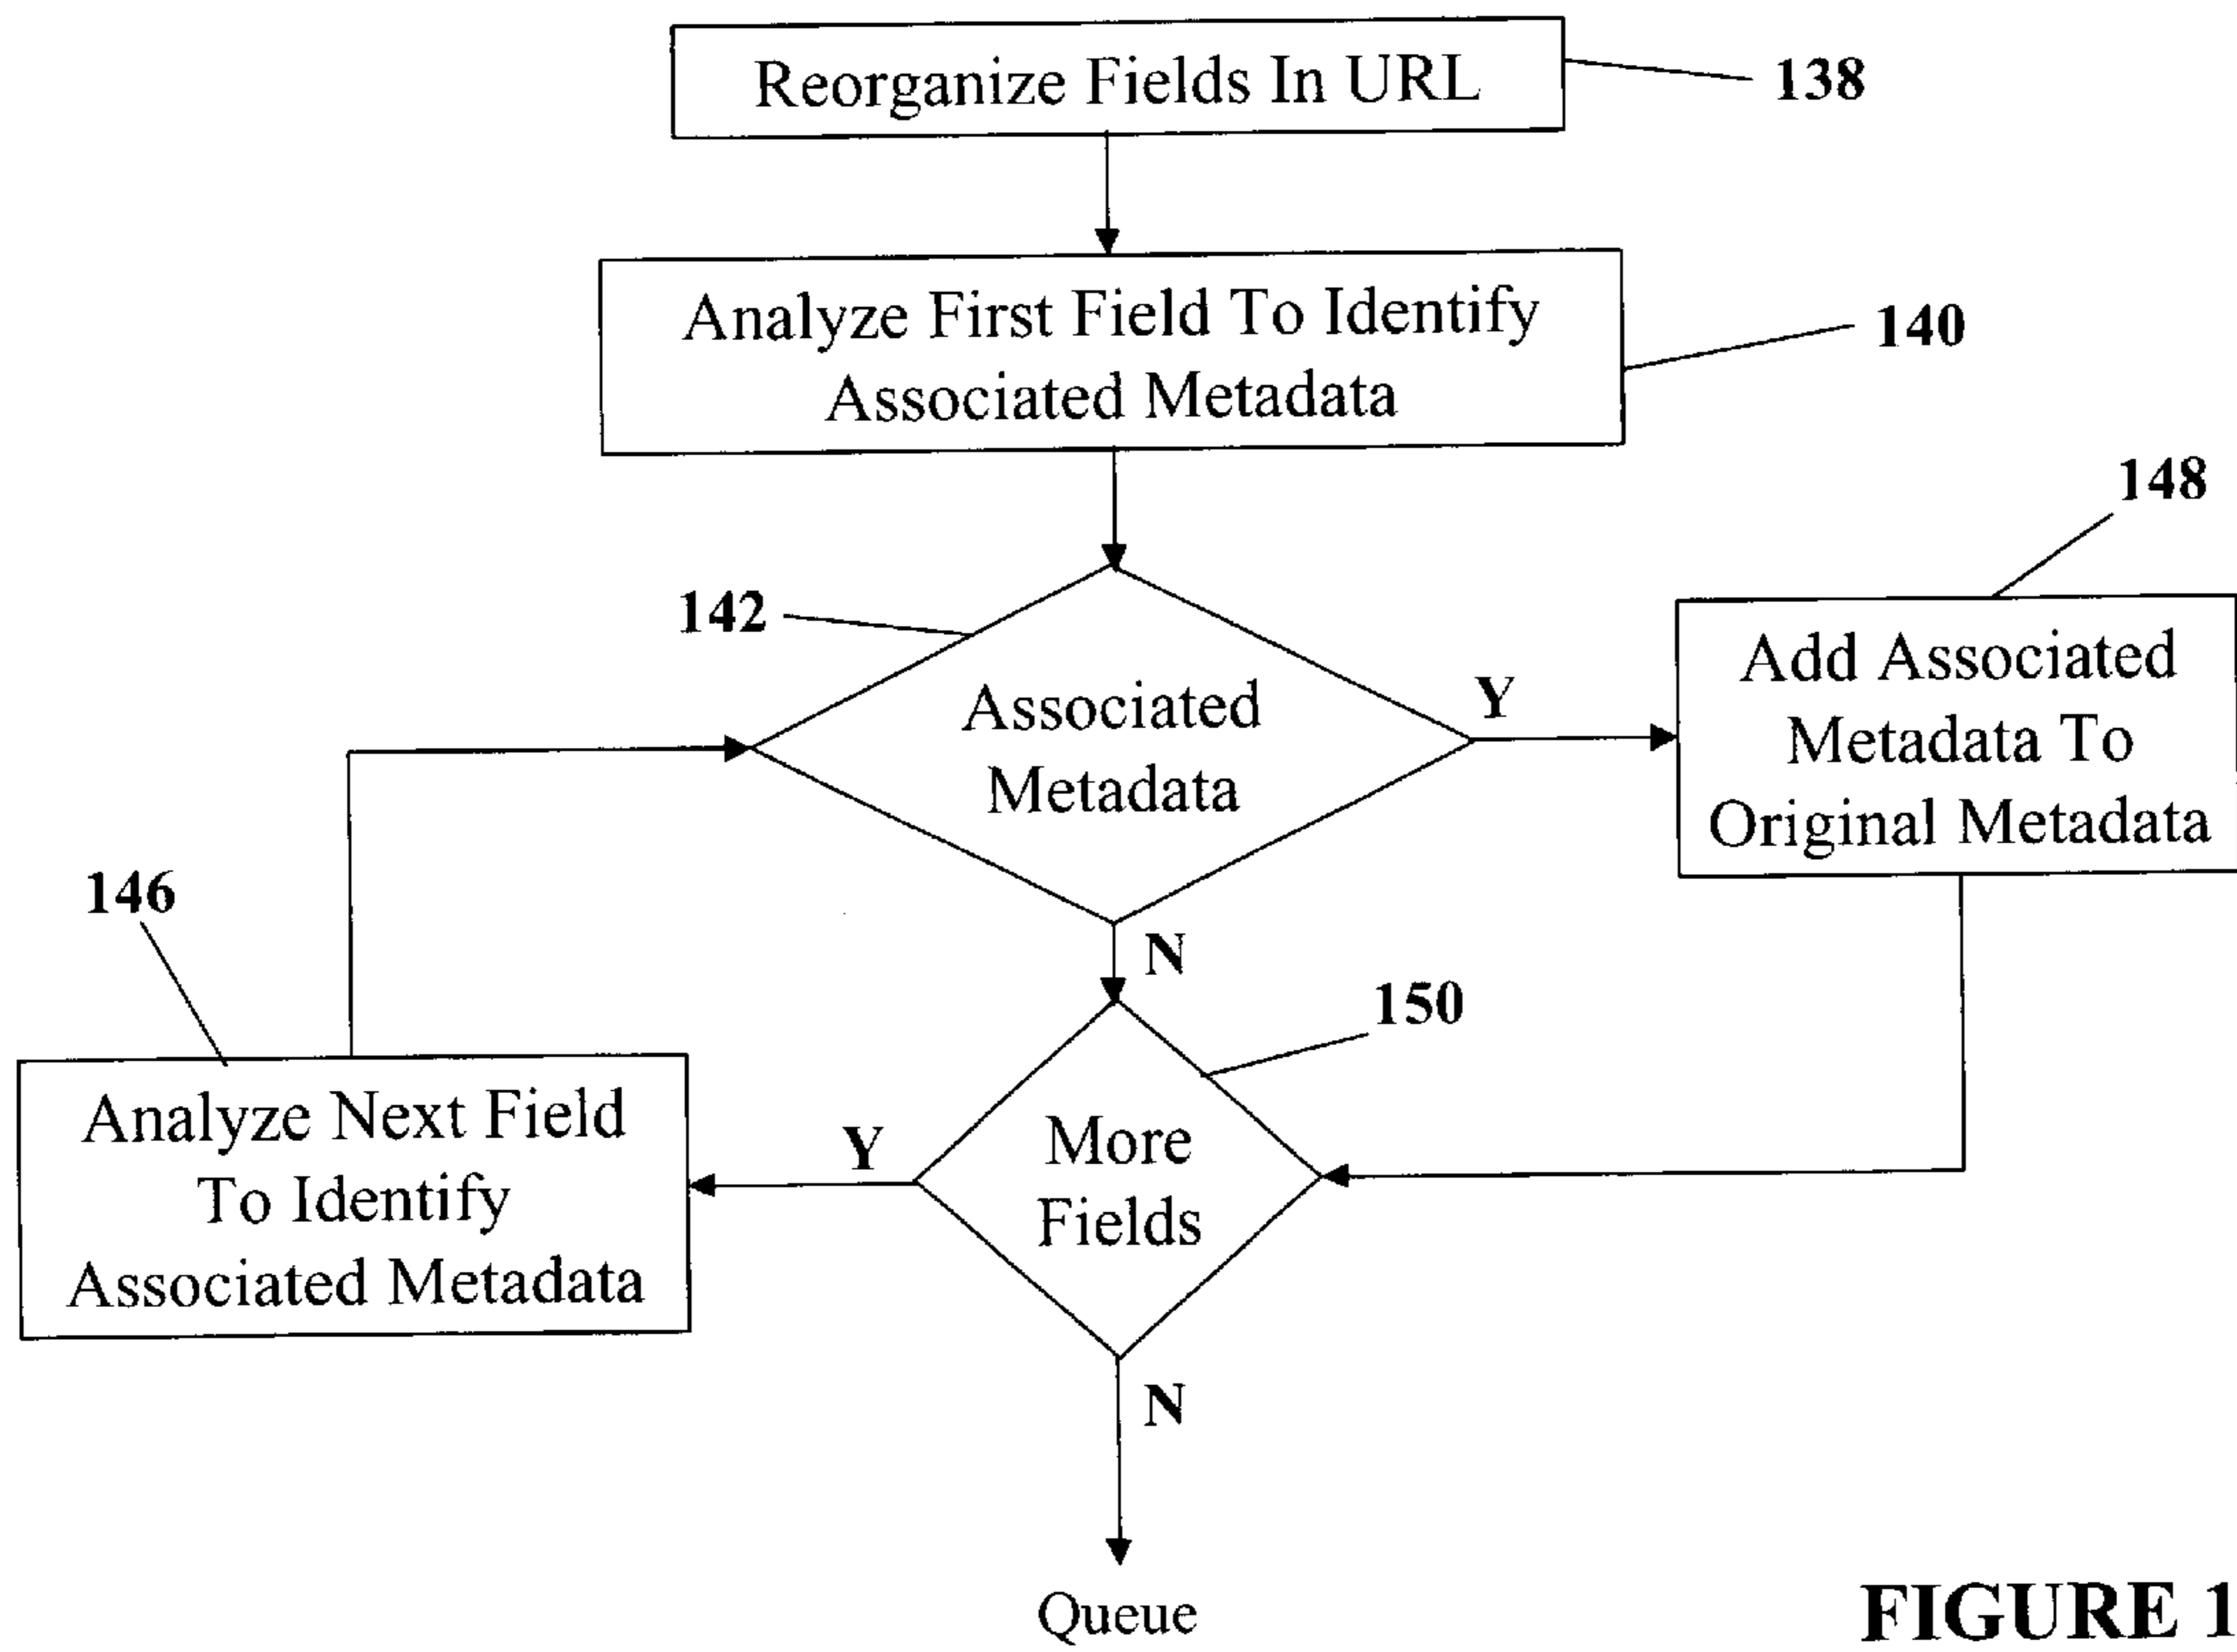 Reorganize Fields In URL
138
Analyze First Field To Identify
Associated Metadata
140
148
142
Associated
Metadata
Y
Add Associated
Metadata To
Original Metadata
146
N
150
Analyze Next Field
To Identify
Associated Metadata
Y
More
Fields
N
Queue
FIGURE 1